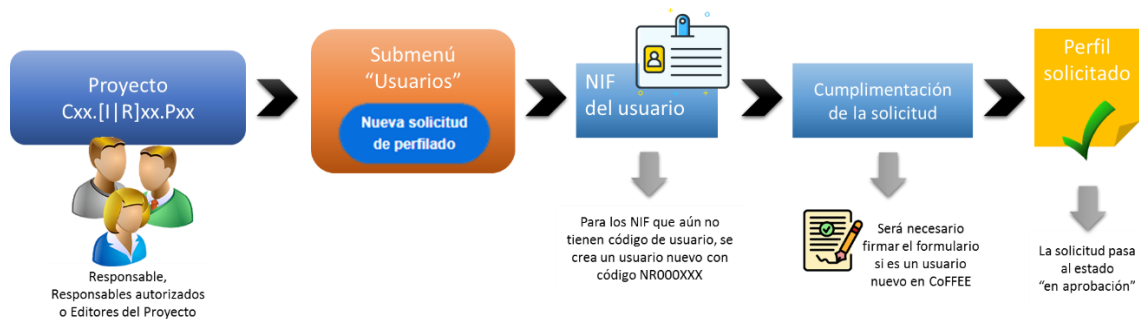 Proyecto
Cxx.[I|R]xx.Pxx
Responsable,
Responsables autorizados
o Editores del Proyecto
Submenú
“Usuarios”
Nueva solicitud
de perfilado
NIF
del usuario
Para los NIF que aún no
tienen código de usuario, se
crea un usuario nuevo con
código NR000XXX
Cumplimentación
de la solicitud
Será necesario
firmar el formulario
si es un usuario
nuevo en CoFFEE
Perfil
solicitado
La solicitud pasa
al estado
“en aprobación”